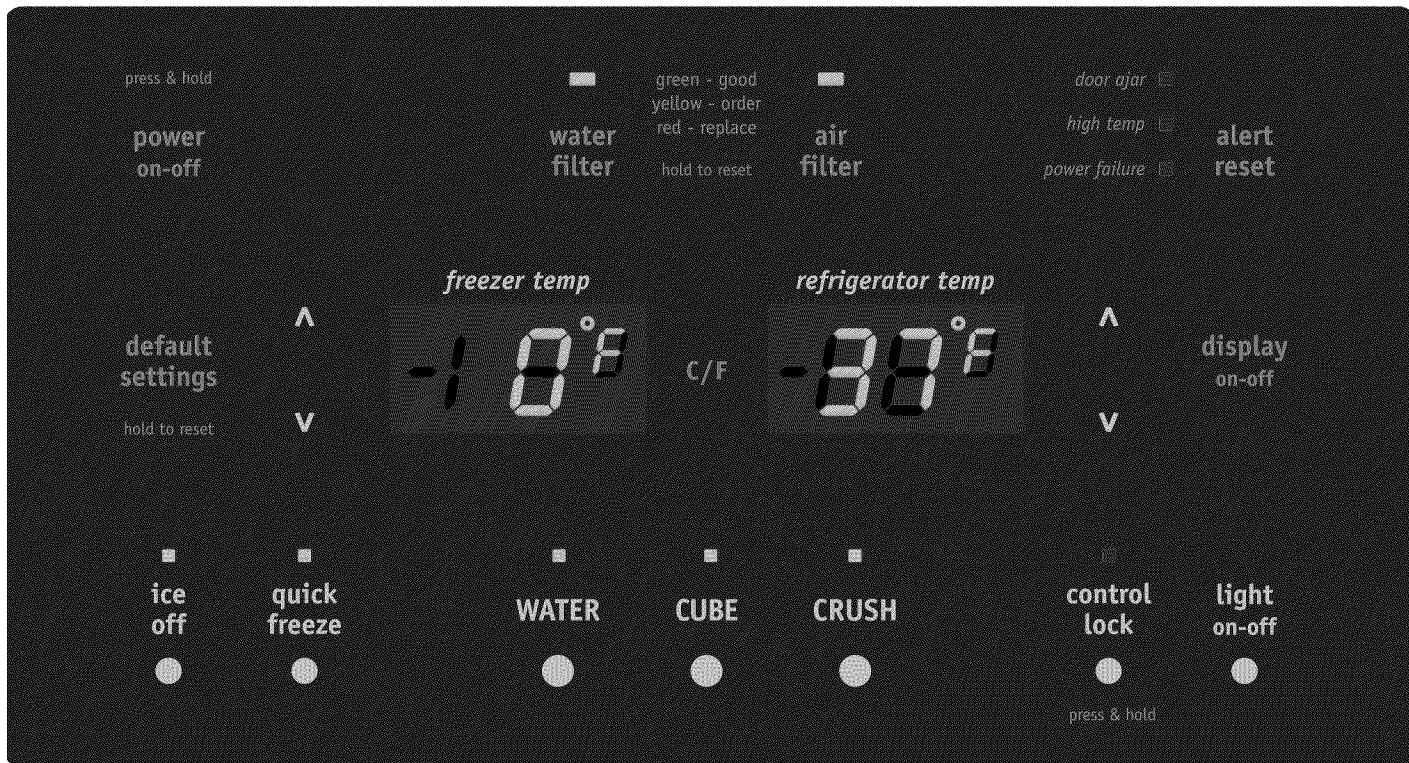 press & hold
power
on-off
water
filter
green - good
yellow - order
red - replace
hold to reset
air
filter
door ajar
high temp
power failure
alert
reset
default
settings
hold to reset
freezer temp
0°F
C/F
refrigerator temp
37°F
display
on-off
ice
off
quick
freeze
WATER
CUBE
CRUSH
control
lock
press & hold
light
on-off